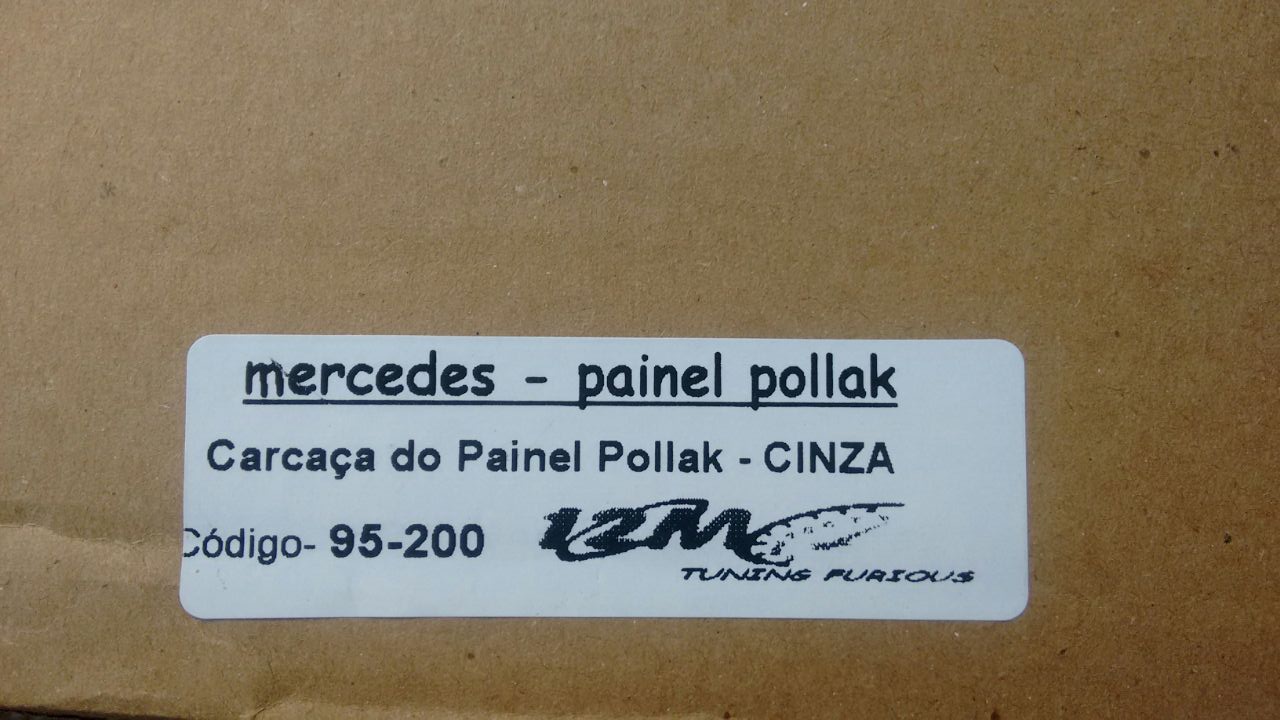 mercedes - painel pollak
Carcaça do Painel Pollak - CINZA
Código- 95-200
TUNING FURIOUS